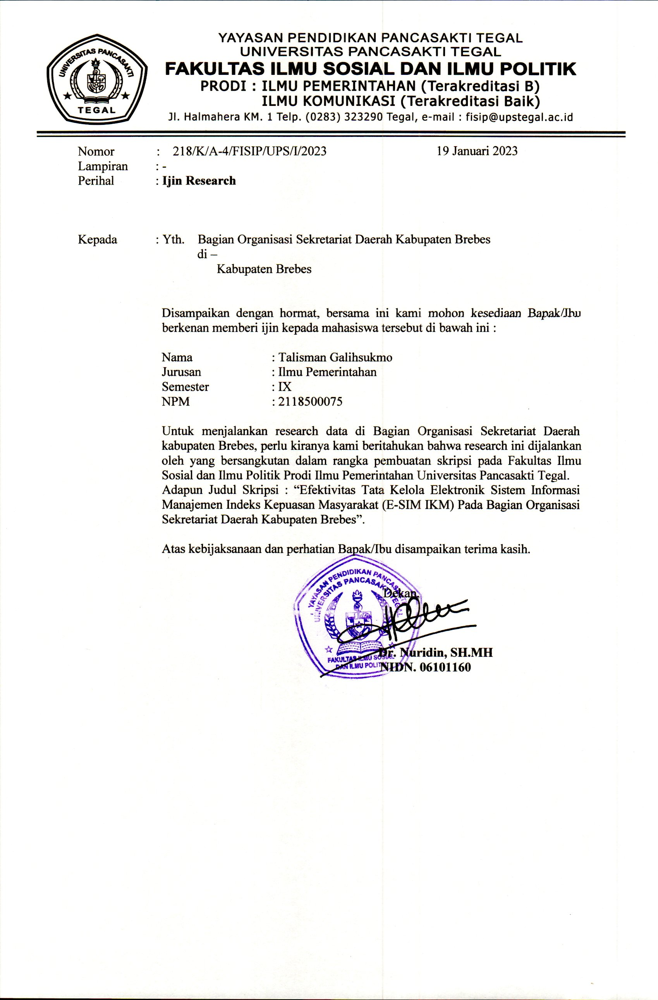 UNIVERSITAS PANCASAKTI
TEGAL
YAYASAN PENDIDIKAN PANCASAKTI TEGAL
UNIVERSITAS PANCASAKTI TEGAL
FAKULTAS ILMU SOSIAL DAN ILMU POLITIK
PRODI : ILMU PEMERINTAHAN (Terakreditasi B)
ILMU KOMUNIKASI (Terakreditasi Baik)
Jl. Halmahera KM. 1 Telp. (0283) 323290 Tegal, e-mail : fisip@upstegal.ac.id
Nomor : 218/K/A-4/FISIP/UPS/I/2023 19 Januari 2023
Lampiran : -
Perihal : Ijin Research
Kepada : Yth. Bagian Organisasi Sekretariat Daerah Kabupaten Brebes
di –
Kabupaten Brebes
Disampaikan dengan hormat, bersama ini kami mohon kesediaan Bapak/Ibu
berkenan memberi ijin kepada mahasiswa tersebut di bawah ini :
Nama : Talisman Galihsukmo
Jurusan : Ilmu Pemerintahan
Semester : IX
NPM : 2118500075
Untuk menjalankan research data di Bagian Organisasi Sekretariat Daerah
kabupaten Brebes, perlu kiranya kami beritahukan bahwa research ini dijalankan
oleh yang bersangkutan dalam rangka pembuatan skripsi pada Fakultas Ilmu
Sosial dan Ilmu Politik Prodi Ilmu Pemerintahan Universitas Pancasakti Tegal.
Adapun Judul Skripsi : “Efektivitas Tata Kelola Elektronik Sistem Informasi
Manajemen Indeks Kepuasan Masyarakat (E-SIM IKM) Pada Bagian Organisasi
Sekretariat Daerah Kabupaten Brebes”.
Atas kebijaksanaan dan perhatian Bapak/Ibu disampaikan terima kasih.
YAYASAN PENDIDIKAN PANCASAKTI
UNIVERSITAS PANCASAKTI TEGAL
FAKULTAS ILMU SOSIAL
DAN ILMU POLITIK
Dekan,
Dr. Nuridin, SH.MH
NIDN. 06101160